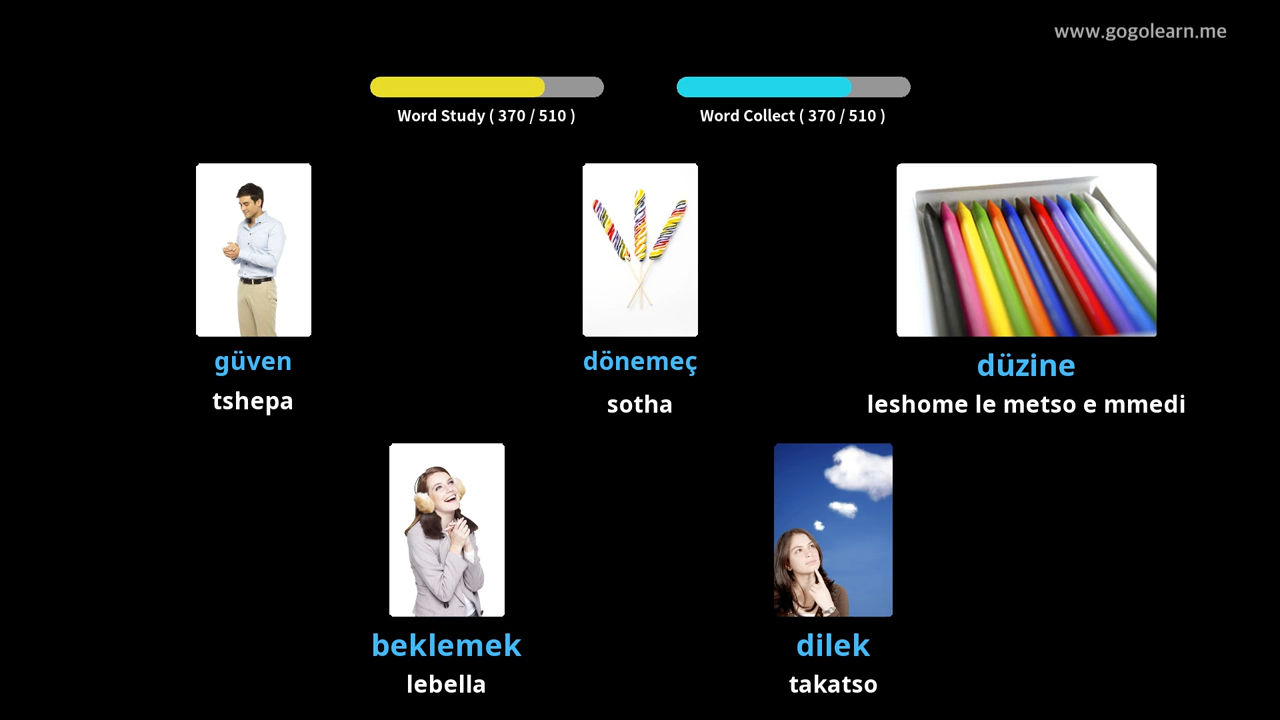 www.gogolearn.me
Word Study ( 370 / 510 )
Word Collect ( 370 / 510 )
güven
tshepa
dönemeç
sotha
düzine
leshome le metso e mmedi
beklemek
lebella
dilek
takatso